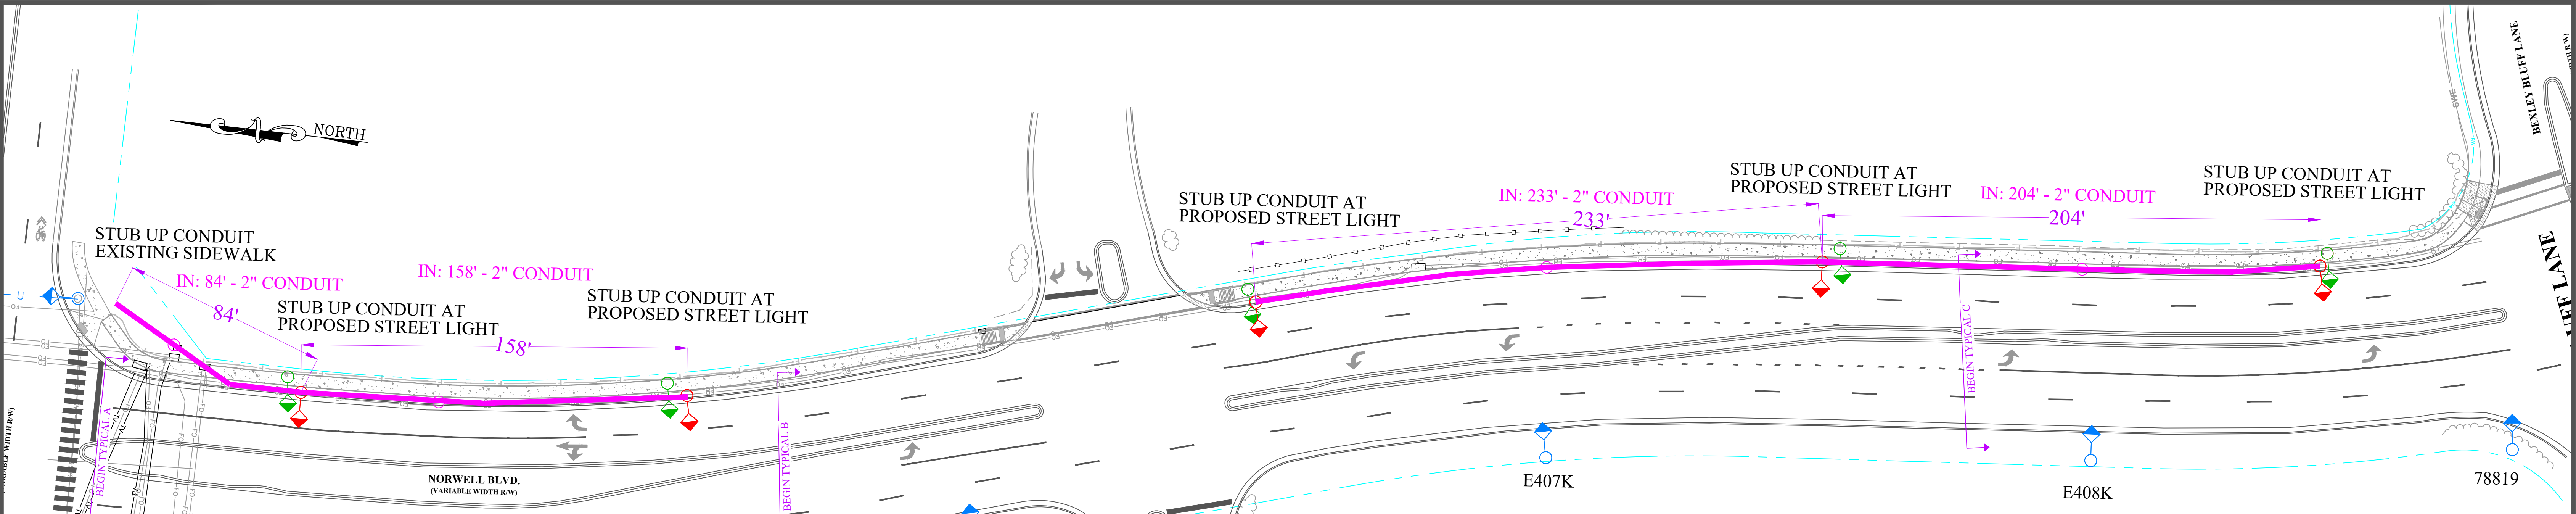 NORTH
STUB UP CONDUIT
EXISTING SIDEWALK
IN: 84' - 2" CONDUIT
84'
STUB UP CONDUIT AT
PROPOSED STREET LIGHT
IN: 158' - 2" CONDUIT
158'
STUB UP CONDUIT AT
PROPOSED STREET LIGHT
STUB UP CONDUIT AT
PROPOSED STREET LIGHT
IN: 233' - 2" CONDUIT
233'
STUB UP CONDUIT AT
PROPOSED STREET LIGHT
IN: 204' - 2" CONDUIT
204'
STUB UP CONDUIT AT
PROPOSED STREET LIGHT
BEXLEY BLUFF LANE
SWE
U
BEGIN TYPICAL A
BEGIN TYPICAL B
BEGIN TYPICAL C
NORWELL BLVD.
(VARIABLE WIDTH R/W)
E407K
E408K
78819
LANE